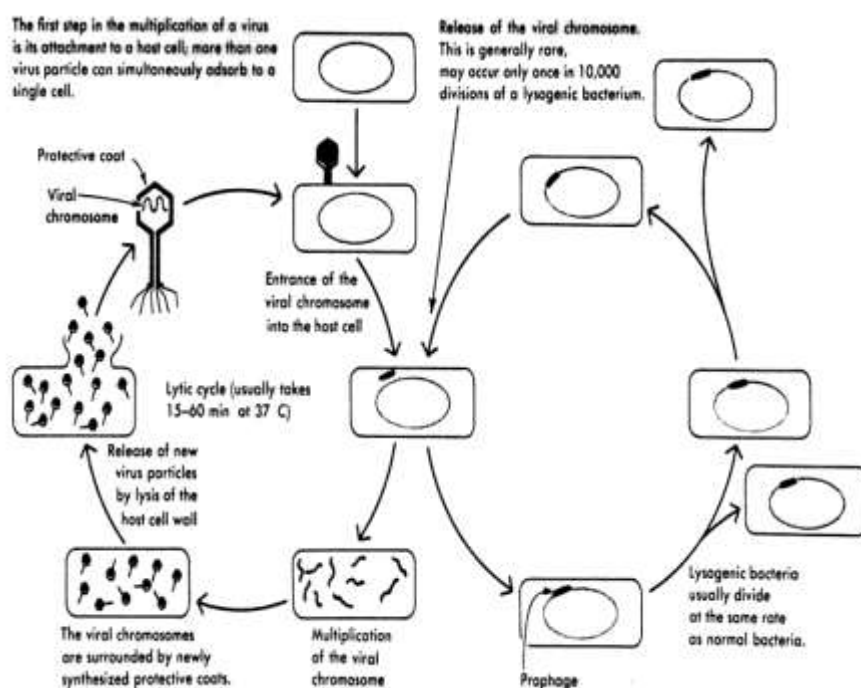 The first step in the multiplication of a virus
is its attachment to a host cell; more than one
virus particle can simultaneously adsorb to a
single cell.
Release of the viral chromosome.
This is generally rare,
may occur only once in 10,000
divisions of a lysogenic bacterium.
Protective coat
Viral
chromosome
Entrance of the
viral chromosome
into the host cell
Lytic cycle (usually takes
15–60 min at 37 C)
Release of new
virus particles
by lysis of the
host cell wall
Lysogenic bacteria
usually divide
at the same rate
as normal bacteria.
The viral chromosomes
are surrounded by newly
synthesized protective coats.
Multiplication
of the viral
chromosome
Prophage